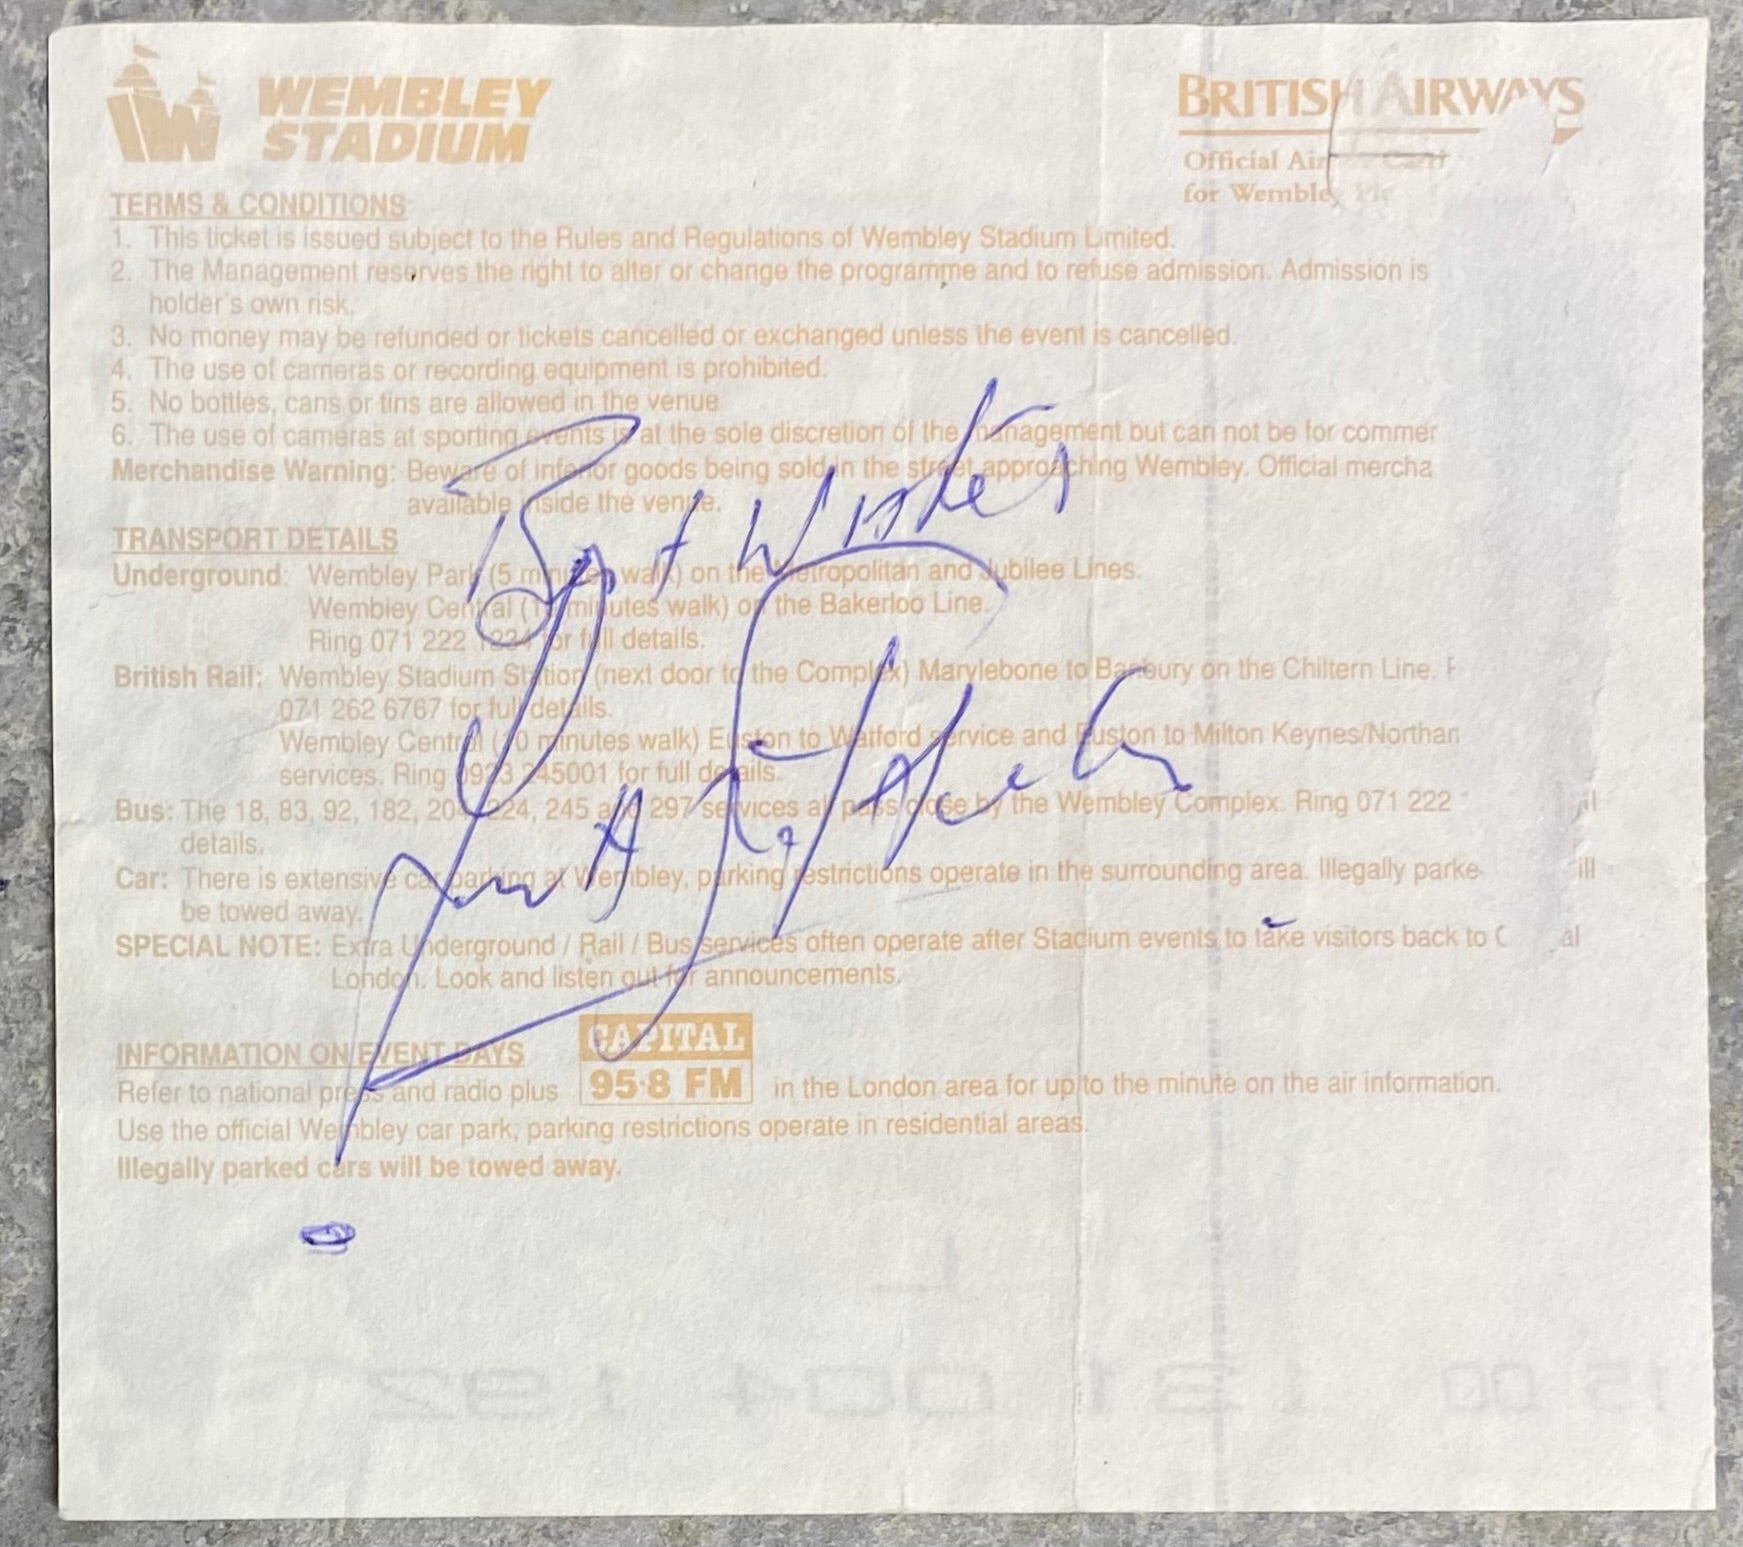 WEMBLEY
STADIUM
BRITISH AIRWAYS
Official Air
for Wemble Plc
TERMS & CONDITIONS
1. This ticket is issued subject to the Rules and Regulations of Wembley Stadium Limited.
2. The Management reserves the right to alter or change the programme and to refuse admission. Admission is
holder's own risk.
3. No money may be refunded or tickets cancelled or exchanged unless the event is cancelled.
4. The use of cameras or recording equipment is prohibited.
5. No bottles, cans or tins are allowed in the venue
6. The use of cameras at sporting events is at the sole discretion of the management but can not be for commer
Merchandise Warning: Beware of inferior goods being sold in the street approaching Wembley. Official mercha
available inside the venue.
Best Wishes
TRANSPORT DETAILS
Underground: Wembley Park (5 minutes walk) on the Metropolitan and Jubilee Lines.
Wembley Central (10 minutes walk) on the Bakerloo Line.
Ring 071 222 1234 for full details.
British Rail: Wembley Stadium Station (next door to the Complex) Marylebone to Banbury on the Chiltern Line.
071 262 6767 for full details.
Wembley Central (10 minutes walk) Euston to Watford service and Euston to Milton Keynes/Northan
services. Ring 0923 245001 for full details.
Bus: The 18, 83, 92, 182, 204, 224, 245 and 297 services all pass close by the Wembley Complex. Ring 071 222
details.
Car: There is extensive car parking at Wembley, parking restrictions operate in the surrounding area. Illegally parke ill
be towed away.
SPECIAL NOTE: Extra Underground / Rail / Bus services often operate after Stadium events to take visitors back to C al
London. Look and listen out for announcements.
INFORMATION ON EVENT DAYS
CAPITAL
95·8 FM
Refer to national press and radio plus in the London area for up to the minute on the air information.
Use the official Wembley car park; parking restrictions operate in residential areas.
Illegally parked cars will be towed away.